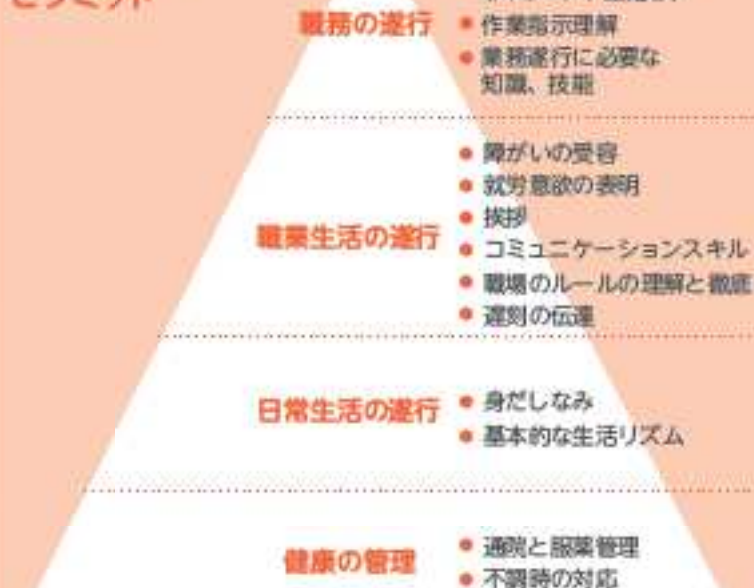 職務の遂行
● 作業指示理解
● 業務遂行に必要な
知識、技能
職業生活の遂行
● 障がいの受容
● 就労意欲の表明
● 挨拶
● コミュニケーションスキル
● 職場のルールの理解と徹底
● 遅刻の伝達
日常生活の遂行
● 身だしなみ
● 基本的な生活リズム
健康の管理
● 通院と服薬管理
● 不調時の対応